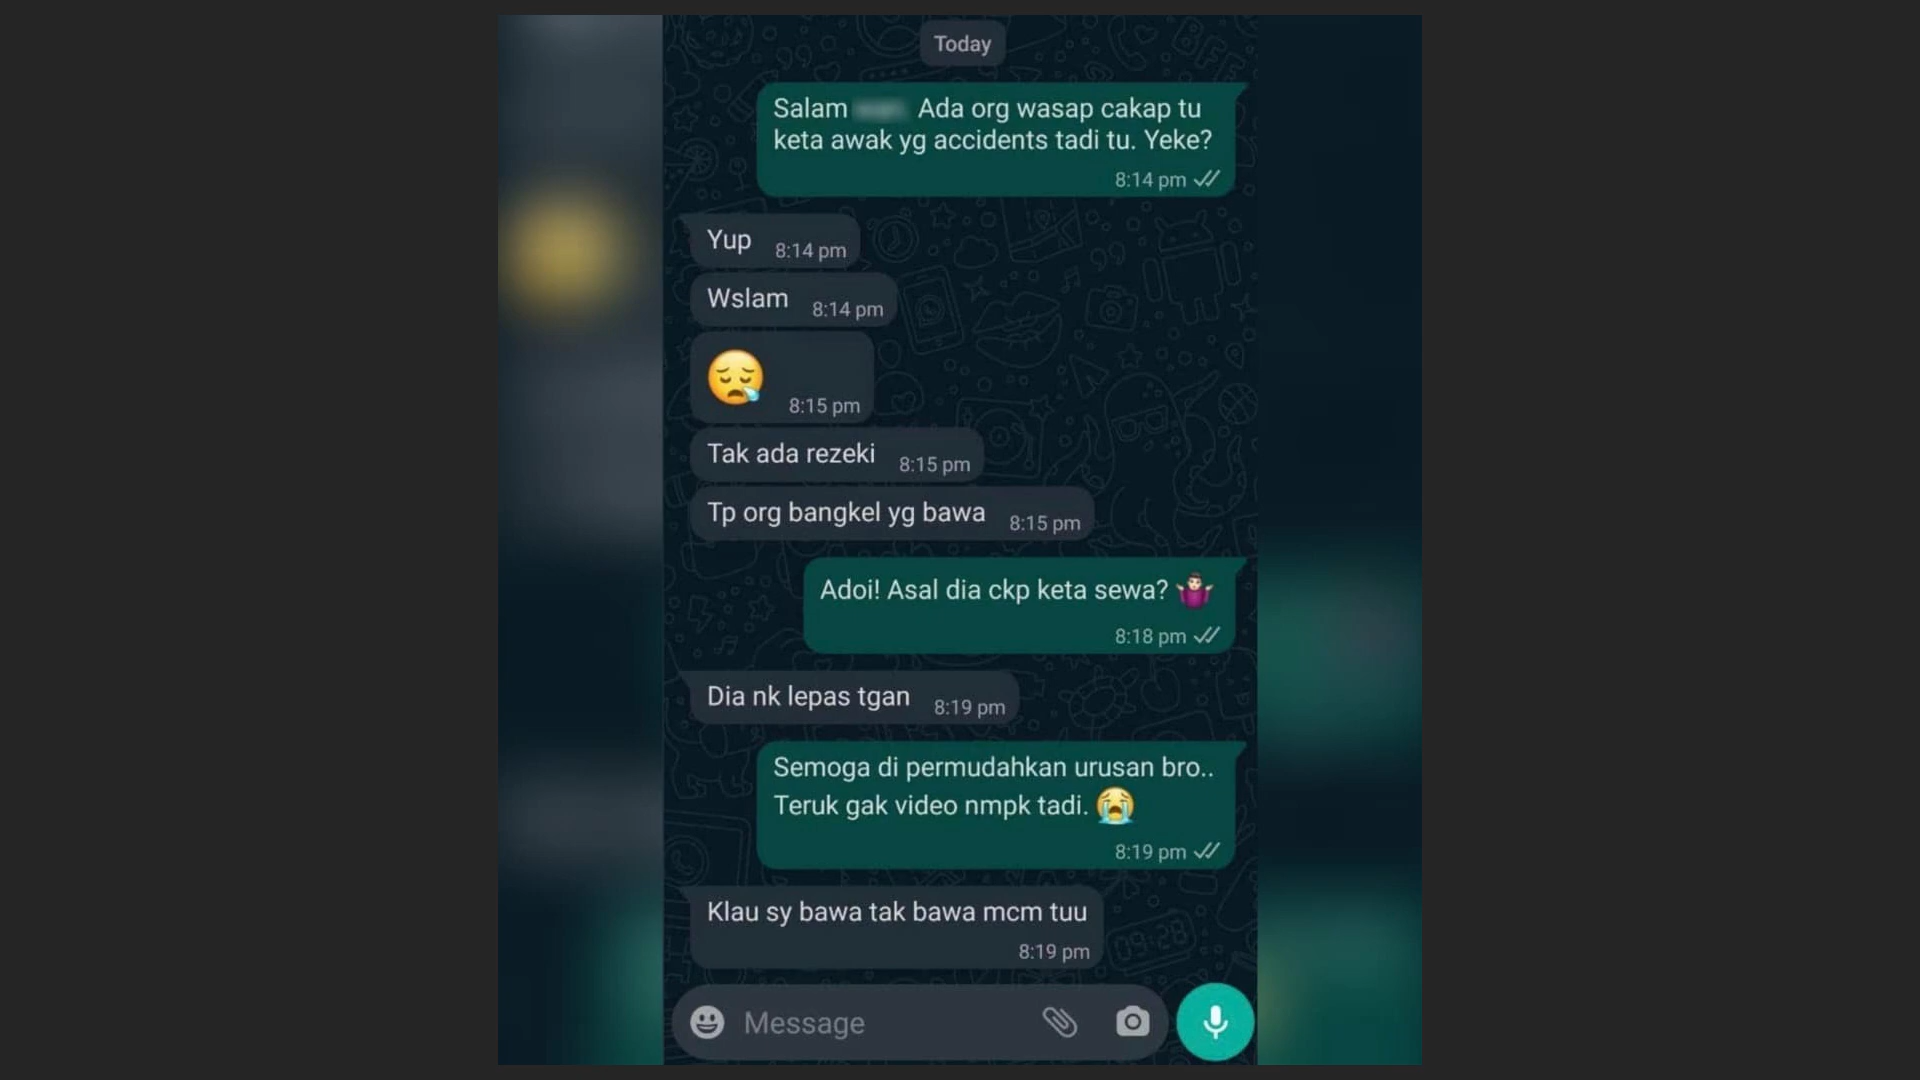 Today
Salam Ada org wasap cakap tu
keta awak yg accidents tadi tu. Yeke?
8:14 pm
Yup 8:14 pm
Wslam 8:14 pm
8:15 pm
Tak ada rezeki 8:15 pm
Tp org bangkel yg bawa 8:15 pm
Adoi! Asal dia ckp keta sewa?
8:18 pm
Dia nk lepas tgan 8:19 pm
Semoga di permudahkan urusan bro..
Teruk gak video nmpk tadi.
8:19 pm
Klau sy bawa tak bawa mcm tuu
8:19 pm
Message